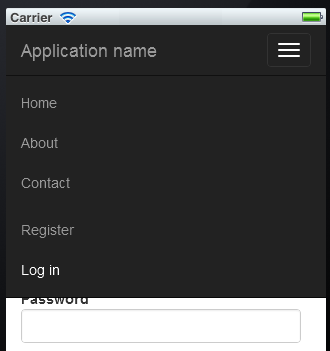 Carrier
Application name
Home
About
Contact
Register
Log in
Password